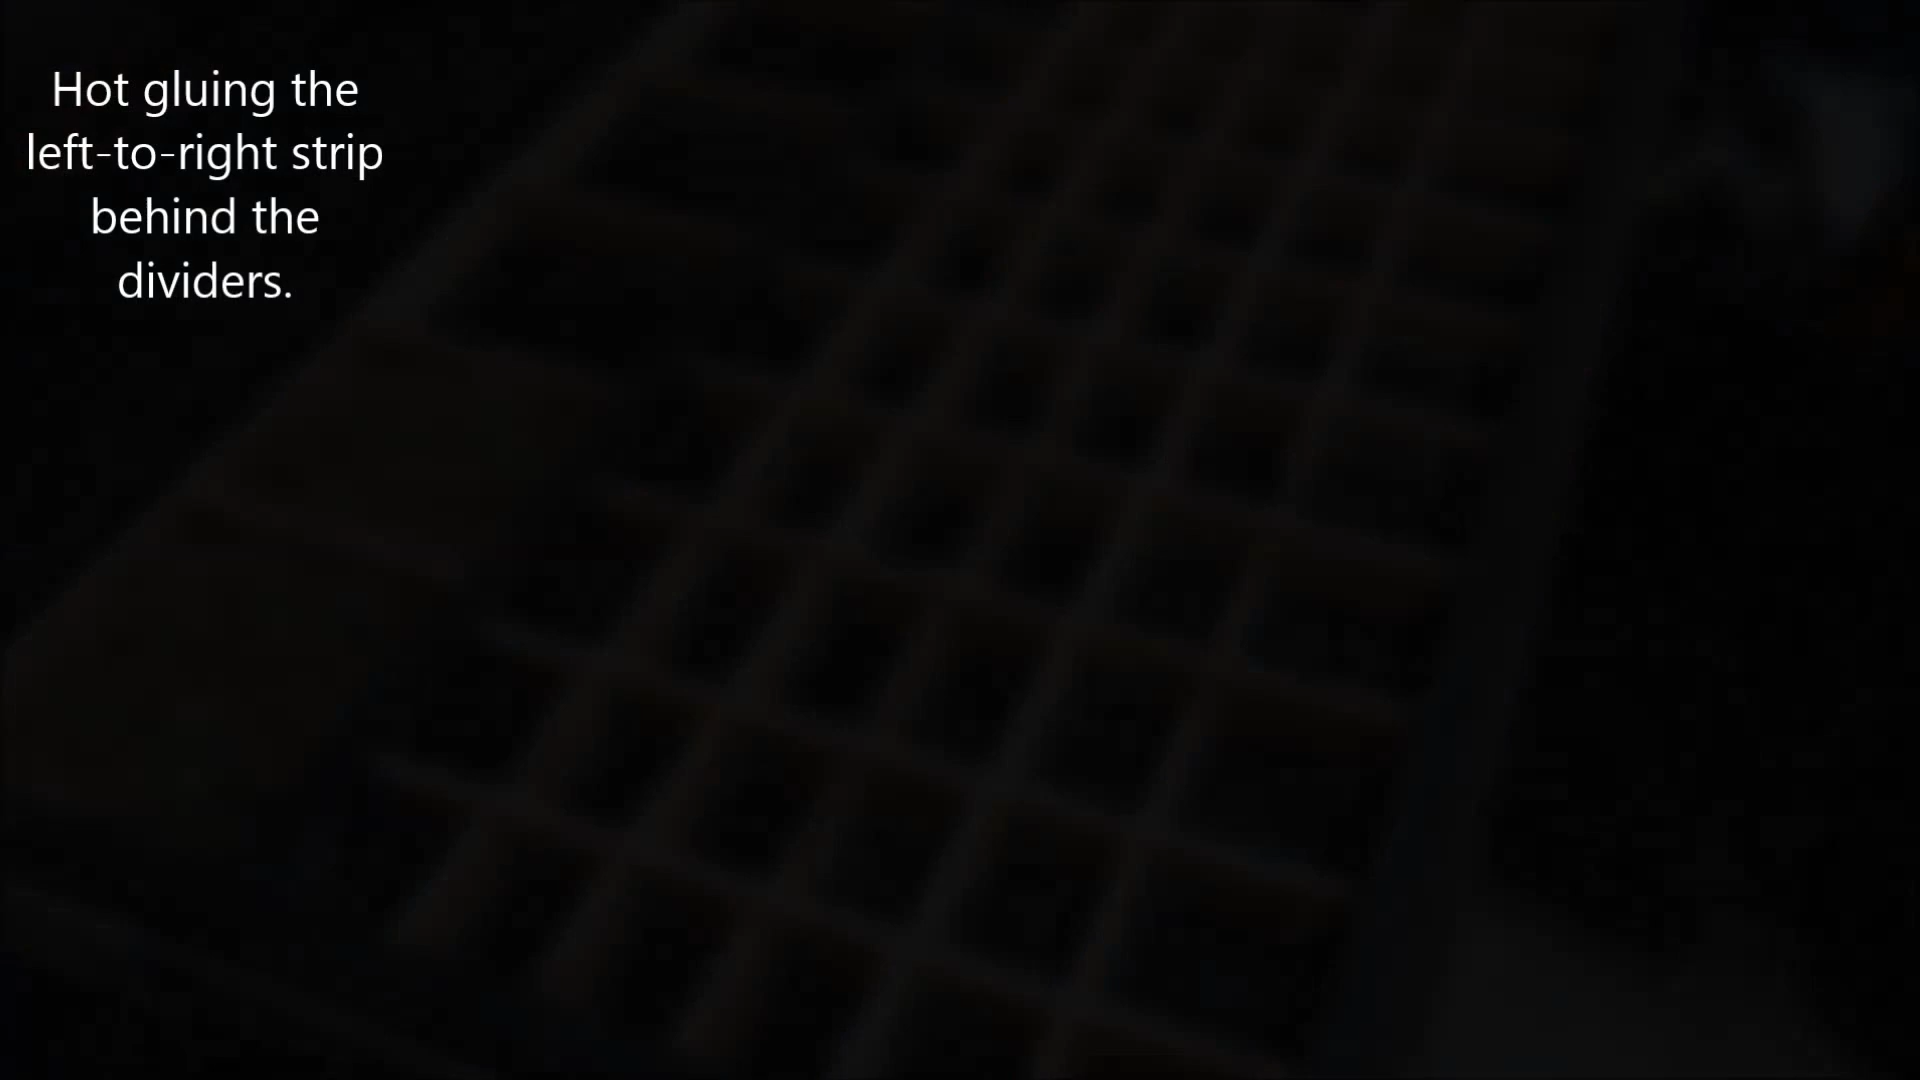 Hot gluing the
left-to-right strip
behind the
dividers.